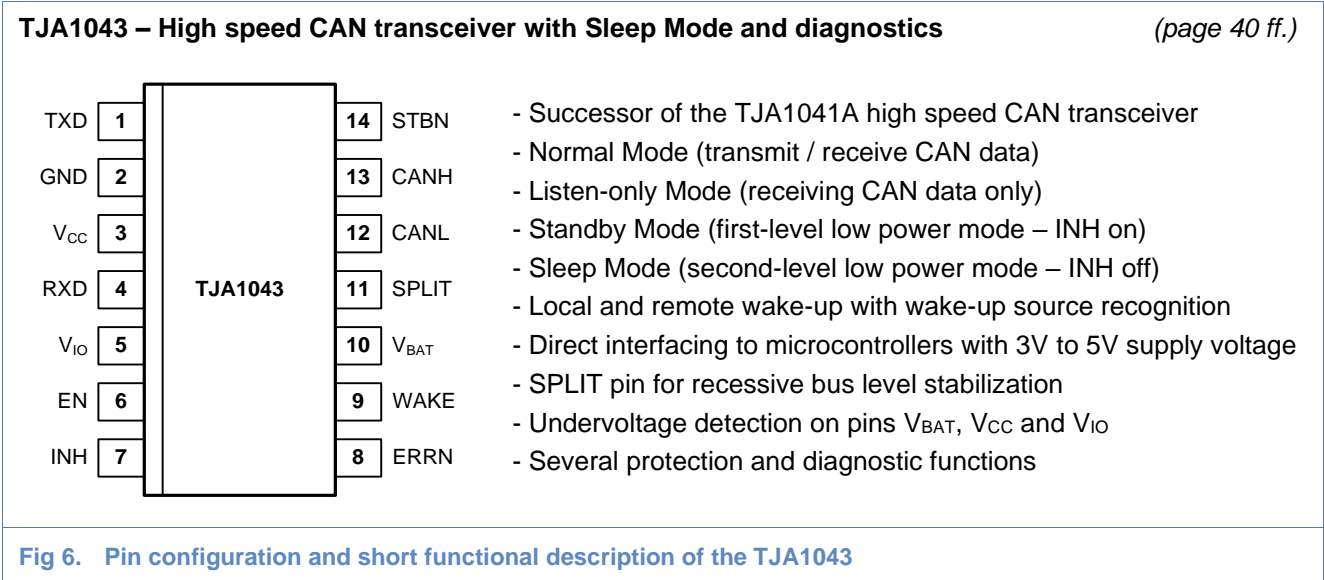 TJA1043 – High speed CAN transceiver with Sleep Mode and diagnostics (page 40 ff.)
TXD 1
GND 2
VCC 3
RXD 4
VIO 5
EN 6
INH 7
TJA1043
14 STBN
13 CANH
12 CANL
11 SPLIT
10 VBAT
9 WAKE
8 ERRN
- Successor of the TJA1041A high speed CAN transceiver
- Normal Mode (transmit / receive CAN data)
- Listen-only Mode (receiving CAN data only)
- Standby Mode (first-level low power mode – INH on)
- Sleep Mode (second-level low power mode – INH off)
- Local and remote wake-up with wake-up source recognition
- Direct interfacing to microcontrollers with 3V to 5V supply voltage
- SPLIT pin for recessive bus level stabilization
- Undervoltage detection on pins VBAT, VCC and VIO
- Several protection and diagnostic functions
Fig 6. Pin configuration and short functional description of the TJA1043